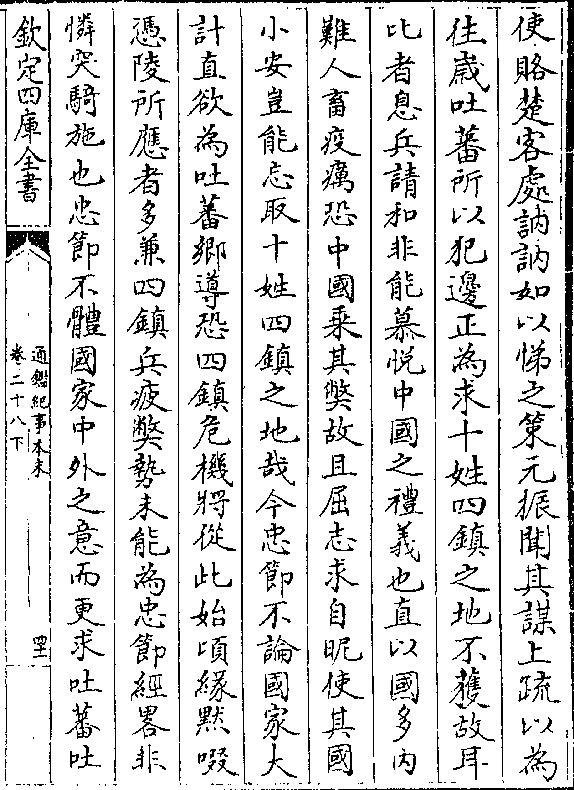 使賂楚客處訥訥如以悌之策元振聞其謀上疏以為
往歲吐蕃所以犯邊正為求十姓四鎮之地不獲故耳
比者息兵請和非能慕悅中國之禮義也直以國多内
難人畜疫癘恐中國乗其弊故且屈志求自昵使其國
小安豈能忘取十姓四鎮之地哉今忠節不論國家大
計直欲為吐蕃鄉導恐四鎮危機將從此始頃緣黙啜
憑陵所應者多兼四鎮兵疲弊勢未能為忠節經畧非
憐突騎施也忠節不體國家中外之意而更求吐蕃吐
欽定四庫全書
通鑑紀事本末
卷二十八下
四十